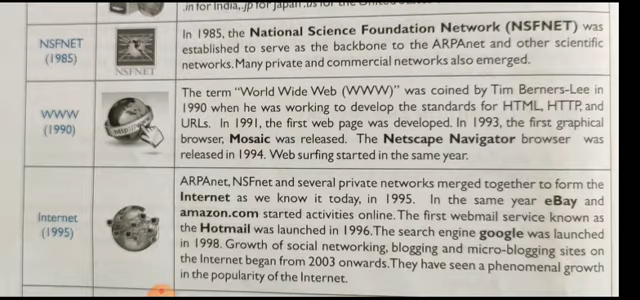 .in for India, .jp for Japan .us for the United States
NSFNET
(1985)
NSFNET
In 1985, the National Science Foundation Network (NSFNET) was
established to serve as the backbone to the ARPAnet and other scientific
networks. Many private and commercial networks also emerged.
WWW
(1990)
http://
The term "World Wide Web (WWW)" was coined by Tim Berners-Lee in
1990 when he was working to develop the standards for HTML, HTTP, and
URLs. In 1991, the first web page was developed. In 1993, the first graphical
browser, Mosaic was released. The Netscape Navigator browser was
released in 1994. Web surfing started in the same year.
Internet
(1995)
ARPAnet, NSFnet and several private networks merged together to form the
Internet as we know it today, in 1995. In the same year eBay and
amazon.com started activities online. The first webmail service known as
the Hotmail was launched in 1996. The search engine google was launched
in 1998. Growth of social networking, blogging and micro-blogging sites on
the Internet began from 2003 onwards. They have seen a phenomenal growth
in the popularity of the Internet.